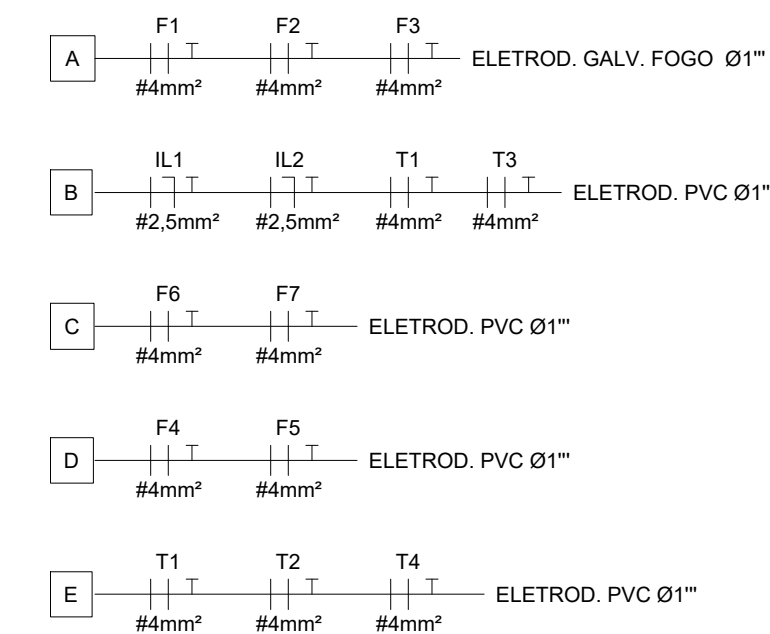 F1 F2 F3
A ELETROD. GALV. FOGO Ø1'"
#4mm² #4mm² #4mm²
IL1 IL2 T1 T3
B ELETROD. PVC Ø1"
#2,5mm² #2,5mm² #4mm² #4mm²
F6 F7
C ELETROD. PVC Ø1'"
#4mm² #4mm²
F4 F5
D ELETROD. PVC Ø1'"
#4mm² #4mm²
T1 T2 T4
E ELETROD. PVC Ø1'"
#4mm² #4mm² #4mm²